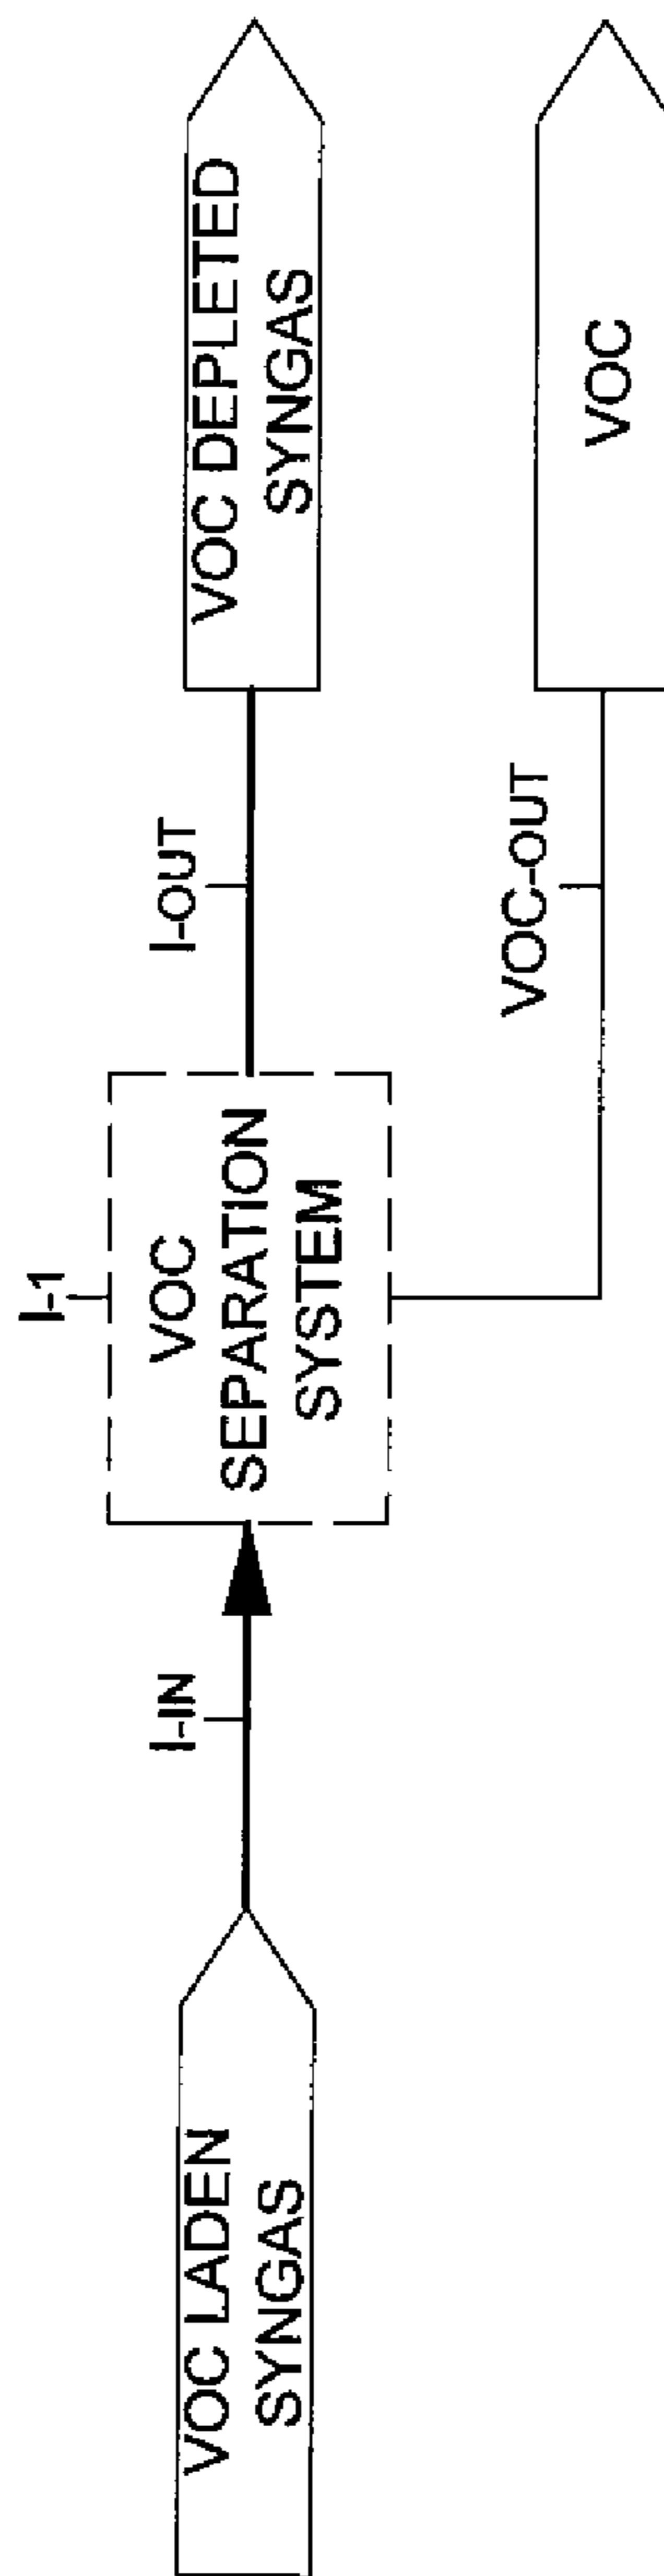 VOC LADEN
SYNGAS
I-IN
I-1
VOC
SEPARATION
SYSTEM
I-OUT
VOC DEPLETED
SYNGAS
VOC-OUT
VOC